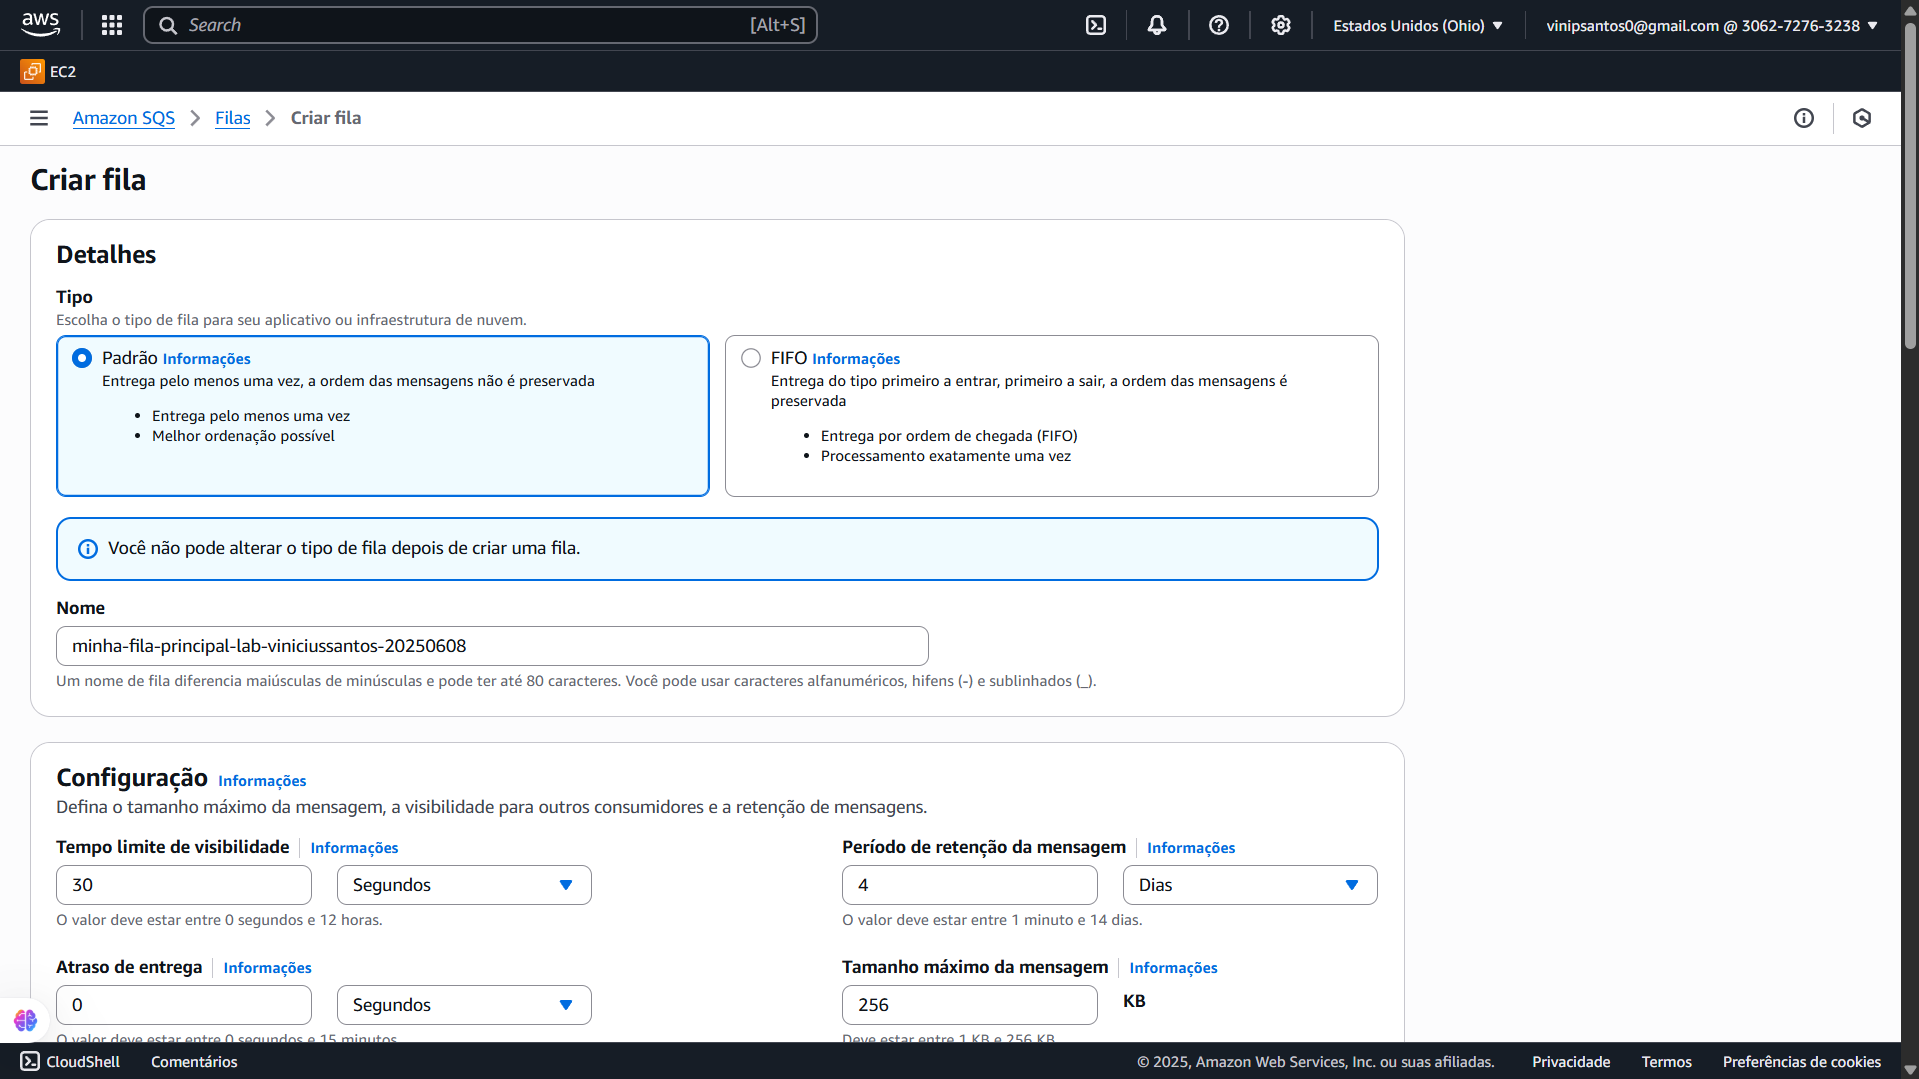 aws
Search [Alt+S]
Estados Unidos (Ohio)
vinipsantos0@gmail.com @ 3062-7276-3238
EC2
Amazon SQS
Filas
Criar fila
Criar fila
Detalhes
Tipo
Escolha o tipo de fila para seu aplicativo ou infraestrutura de nuvem.
Padrão Informações
Entrega pelo menos uma vez, a ordem das mensagens não é preservada
• Entrega pelo menos uma vez
• Melhor ordenação possível
FIFO Informações
Entrega do tipo primeiro a entrar, primeiro a sair, a ordem das mensagens é
preservada
• Entrega por ordem de chegada (FIFO)
• Processamento exatamente uma vez
Você não pode alterar o tipo de fila depois de criar uma fila.
Nome
minha-fila-principal-lab-viniciussantos-20250608
Um nome de fila diferencia maiúsculas de minúsculas e pode ter até 80 caracteres. Você pode usar caracteres alfanuméricos, hifens (-) e sublinhados (_).
Configuração Informações
Defina o tamanho máximo da mensagem, a visibilidade para outros consumidores e a retenção de mensagens.
Tempo limite de visibilidade Informações
30 Segundos
O valor deve estar entre 0 segundos e 12 horas.
Período de retenção da mensagem Informações
4 Dias
O valor deve estar entre 1 minuto e 14 dias.
Atraso de entrega Informações
0 Segundos
O valor deve estar entre 0 segundos e 15 minutos.
Tamanho máximo da mensagem Informações
256 KB
Deve estar entre 1 KB e 256 KB.
CloudShell
Comentários
© 2025, Amazon Web Services, Inc. ou suas afiliadas.
Privacidade
Termos
Preferências de cookies